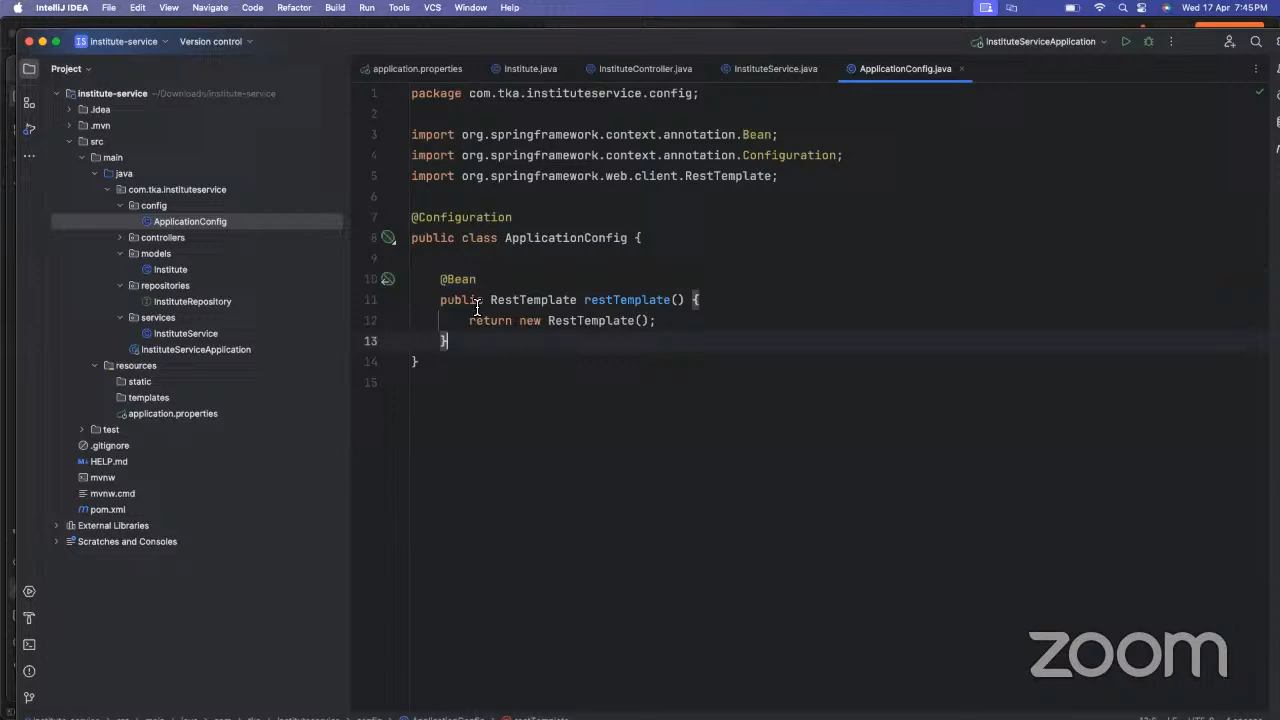 IntelliJ IDEA File Edit View Navigate Code Refactor Build Run Tools VCS Window Help Wed 17 Apr 7:45 PM
IS institute-service Version control InstituteServiceApplication
Project
application.properties Institute.java InstituteController.java InstituteService.java ApplicationConfig.java
institute-service ~/Downloads/institute-service
.idea
.mvn
src
main
java
com.tka.instituteservice
config
ApplicationConfig
controllers
models
Institute
repositories
InstituteRepository
services
InstituteService
InstituteServiceApplication
resources
static
templates
application.properties
test
.gitignore
HELP.md
mvnw
mvnw.cmd
pom.xml
External Libraries
Scratches and Consoles
1 package com.tka.instituteservice.config;
2
3 import org.springframework.context.annotation.Bean;
4 import org.springframework.context.annotation.Configuration;
5 import org.springframework.web.client.RestTemplate;
6
7 @Configuration
8 public class ApplicationConfig {
9
10 @Bean
11 public RestTemplate restTemplate() {
12 return new RestTemplate();
13 }
14 }
15
zoom